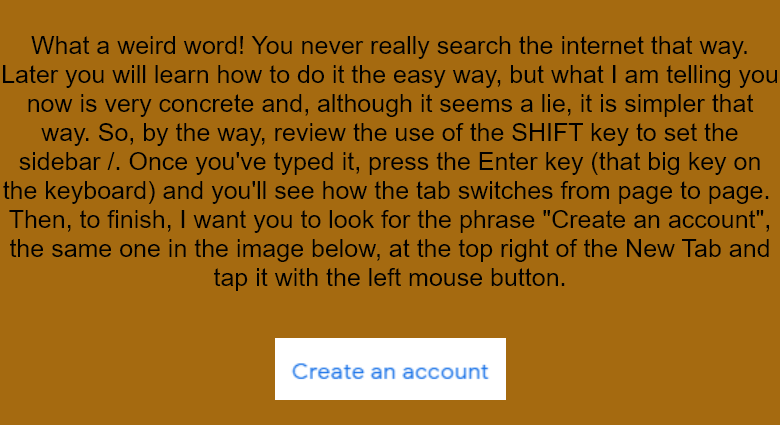 What a weird word! You never really search the internet that way.
Later you will learn how to do it the easy way, but what I am telling you
now is very concrete and, although it seems a lie, it is simpler that
way. So, by the way, review the use of the SHIFT key to set the
sidebar /. Once you've typed it, press the Enter key (that big key on
the keyboard) and you'll see how the tab switches from page to page.
Then, to finish, I want you to look for the phrase "Create an account",
the same one in the image below, at the top right of the New Tab and
tap it with the left mouse button.
Create an account